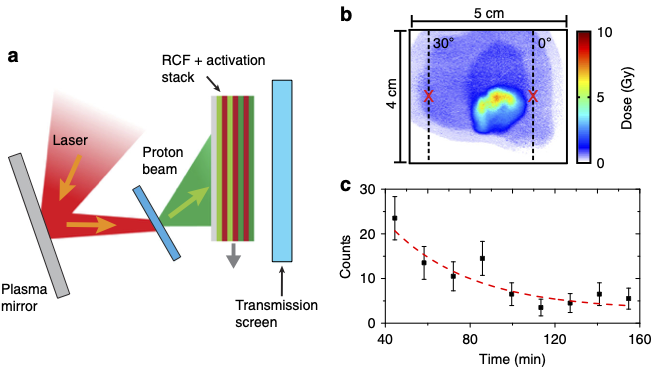 a
RCF + activation
stack
Laser
Proton
beam
Plasma
mirror
Transmission
screen
b
5 cm
4 cm
30°
0°
X
X
10
5
0
Dose (Gy)
c
30
20
10
0
Counts
40
80
120
160
Time (min)